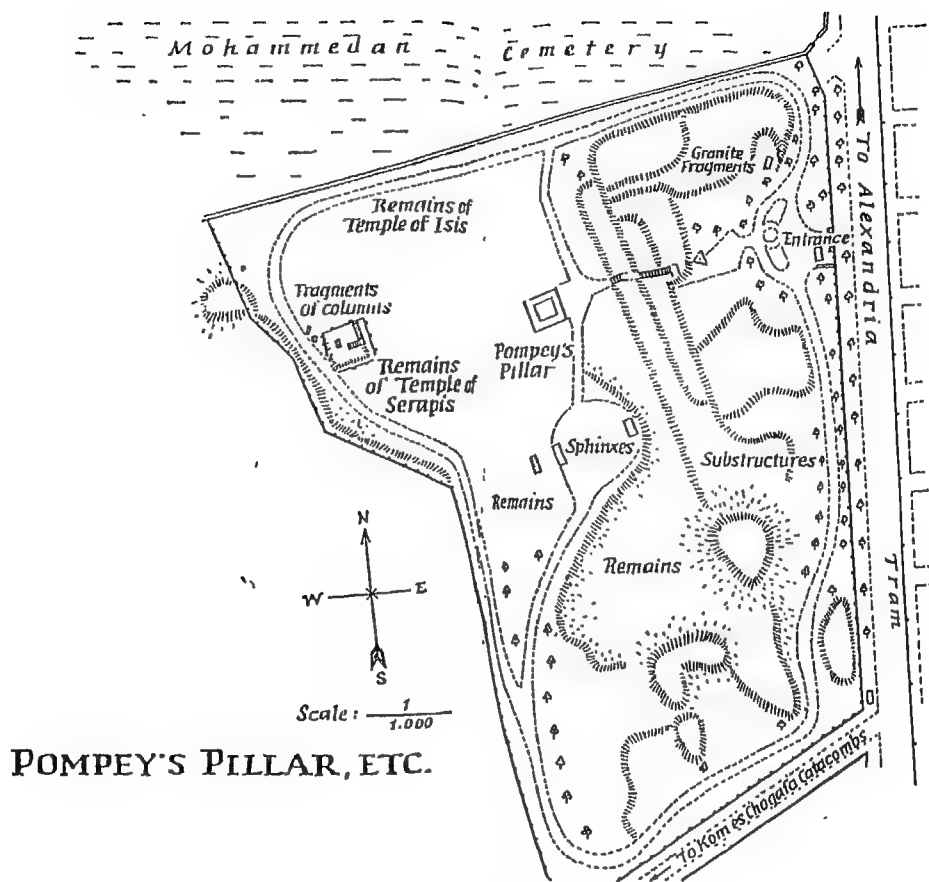 Mohammedan Cemetery
To Alexandria
Granite
Fragments
Remains of
Temple of Isis
Entrance
Fragments
of columns
Pompey's
Pillar
Remains
of Temple of
Serapis
Sphinxes
Substructures
Remains
Remains
Tram
N
W E
S
Scale: 1
1.000
POMPEY'S PILLAR, ETC.
To Kom es Chogafa Catacombs